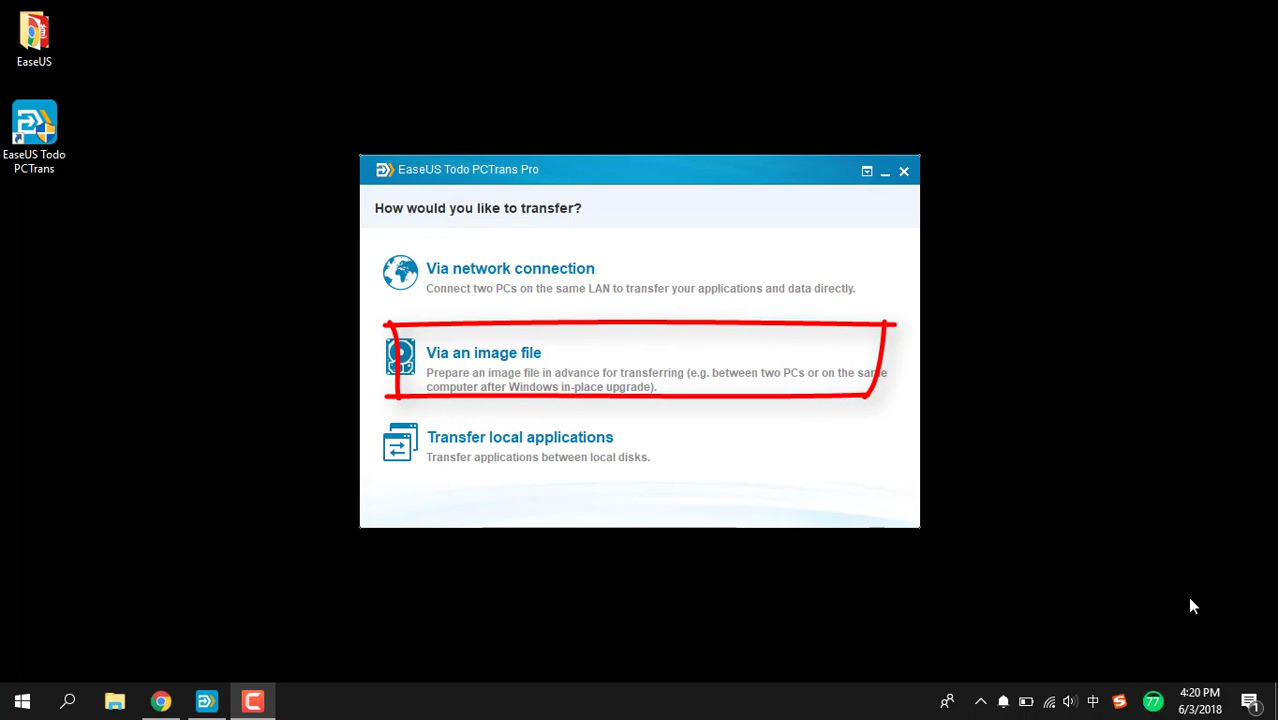 EaseUS
EaseUS Todo
PCTrans
EaseUS Todo PCTrans Pro
How would you like to transfer?
Via network connection
Connect two PCs on the same LAN to transfer your applications and data directly.
Via an image file
Prepare an image file in advance for transferring (e.g. between two PCs or on the same
computer after Windows in-place upgrade).
Transfer local applications
Transfer applications between local disks.
中
77
4:20 PM
6/3/2018
1